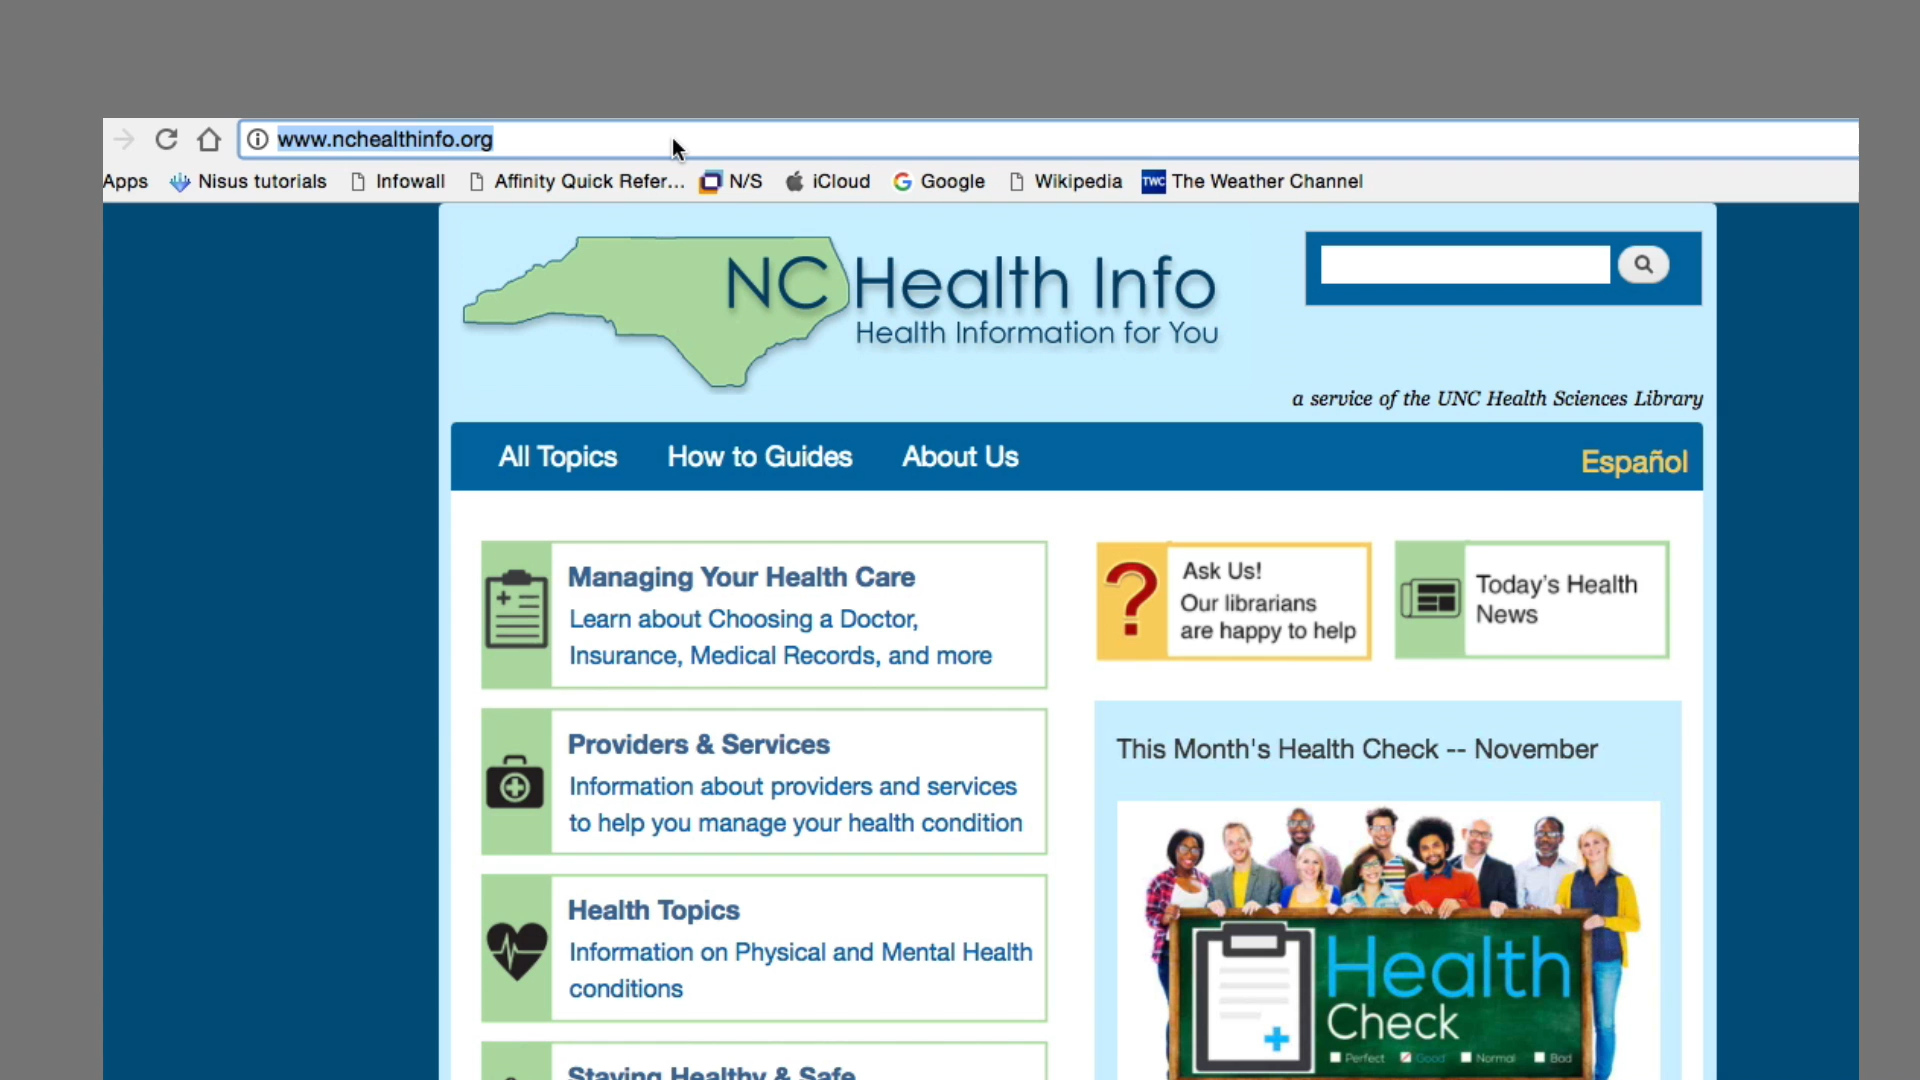 www.nchealthinfo.org
Apps Nisus tutorials Infowall Affinity Quick Refer... N/S iCloud Google Wikipedia TWC The Weather Channel
NC Health Info
Health Information for You
a service of the UNC Health Sciences Library
All Topics How to Guides About Us Español
Managing Your Health Care
Learn about Choosing a Doctor,
Insurance, Medical Records, and more
Ask Us!
Our librarians
are happy to help
Today's Health
News
Providers & Services
Information about providers and services
to help you manage your health condition
Health Topics
Information on Physical and Mental Health
conditions
Staying Healthy & Safe
This Month's Health Check -- November
Health
Check
Perfect Good Normal Bad